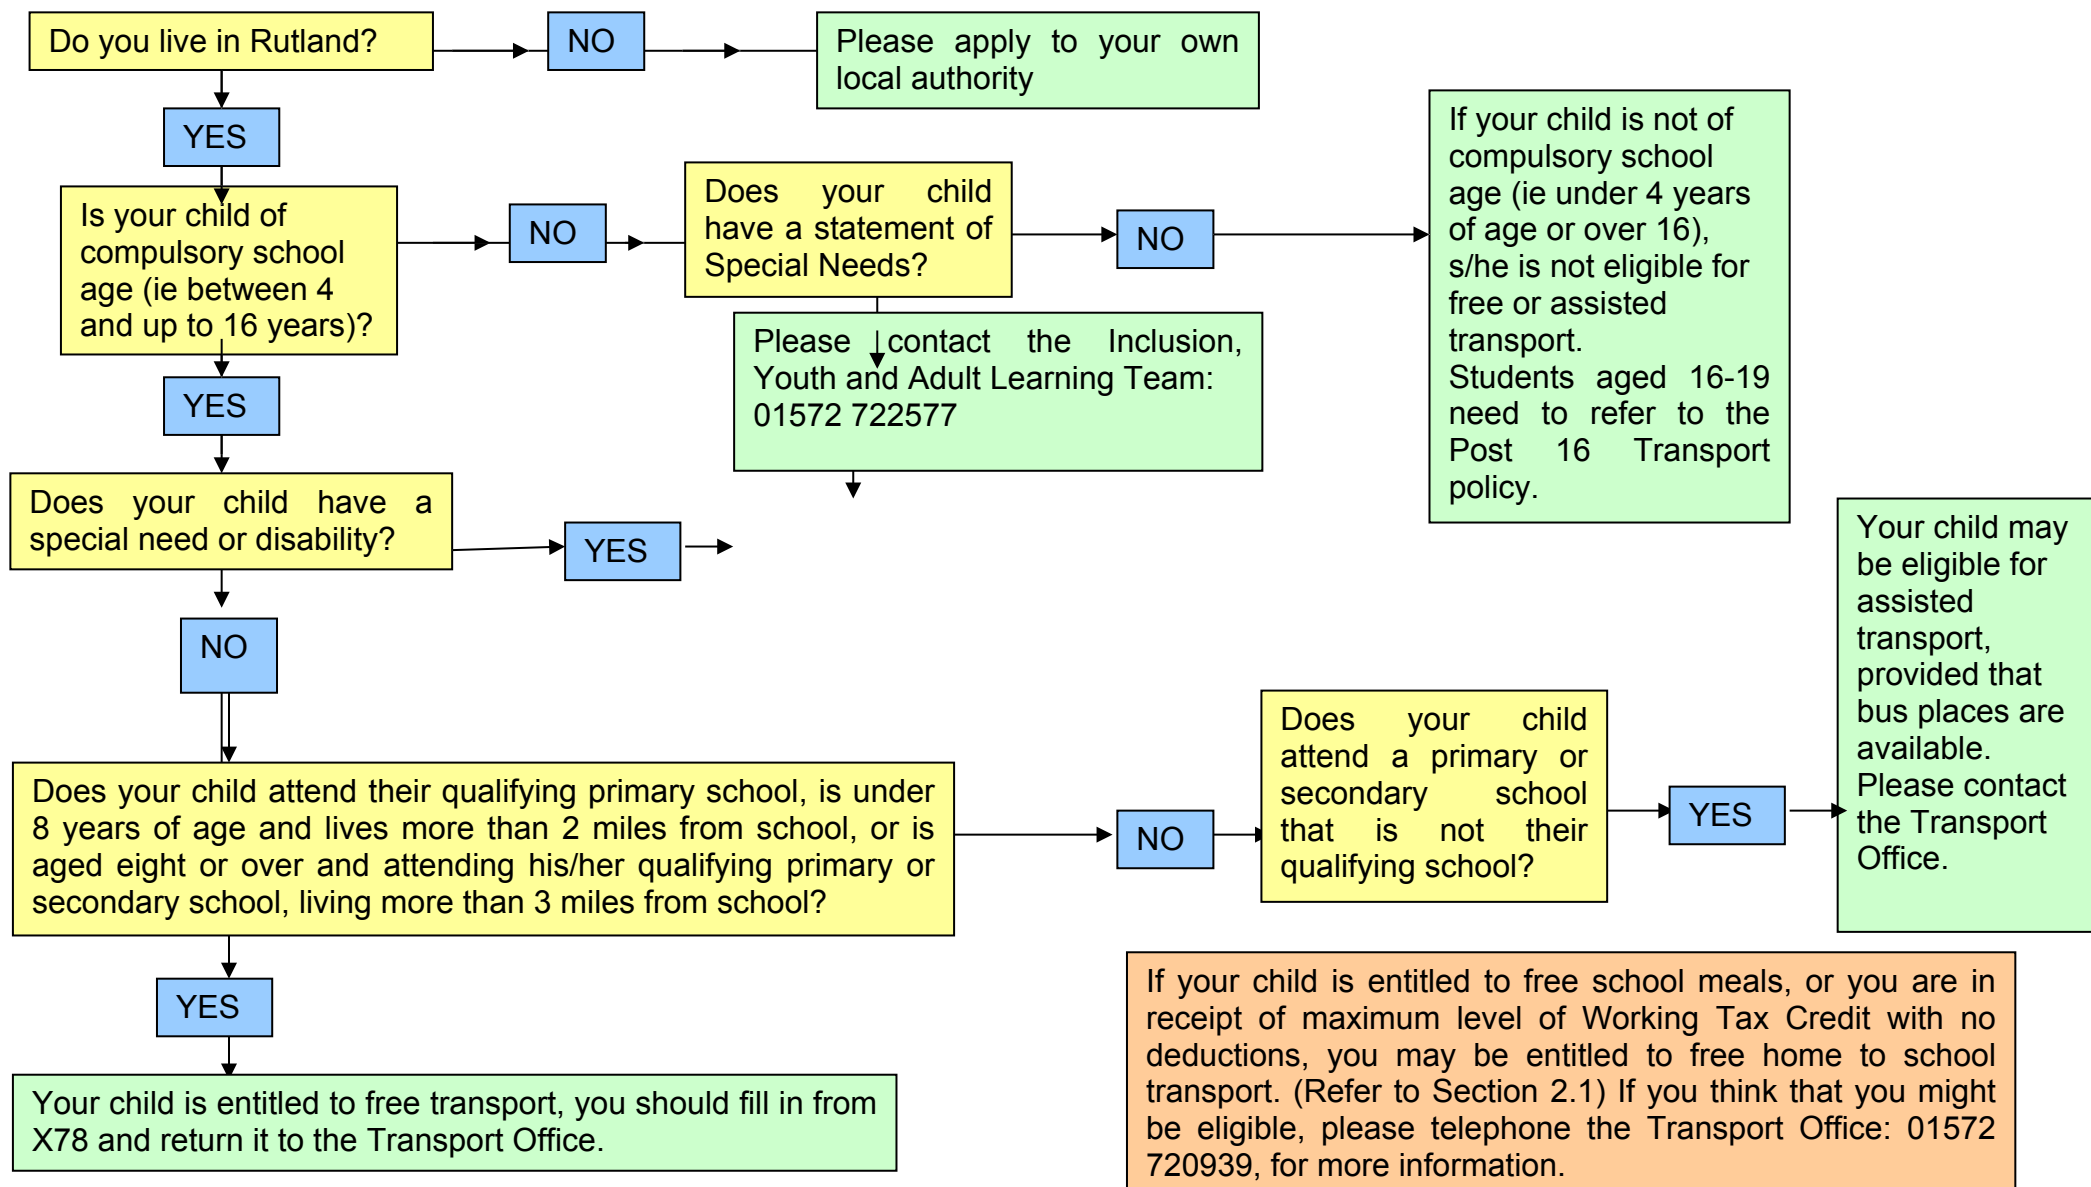 Do you live in Rutland?
NO
Please apply to your own
local authority
YES
Is your child of
compulsory school
age (ie between 4
and up to 16 years)?
NO
Does your child
have a statement of
Special Needs?
NO
If your child is not of
compulsory school
age (ie under 4 years
of age or over 16),
s/he is not eligible for
free or assisted
transport.
Students aged 16-19
need to refer to the
Post 16 Transport
policy.
Please contact the Inclusion,
Youth and Adult Learning Team:
01572 722577
YES
Does your child have a
special need or disability?
YES
NO
Does your child attend their qualifying primary school, is under
8 years of age and lives more than 2 miles from school, or is
aged eight or over and attending his/her qualifying primary or
secondary school, living more than 3 miles from school?
NO
Does your child
attend a primary or
secondary school
that is not their
qualifying school?
YES
Your child may
be eligible for
assisted
transport,
provided that
bus places are
available.
Please contact
the Transport
Office.
YES
Your child is entitled to free transport, you should fill in from
X78 and return it to the Transport Office.
If your child is entitled to free school meals, or you are in
receipt of maximum level of Working Tax Credit with no
deductions, you may be entitled to free home to school
transport. (Refer to Section 2.1) If you think that you might
be eligible, please telephone the Transport Office: 01572
720939, for more information.